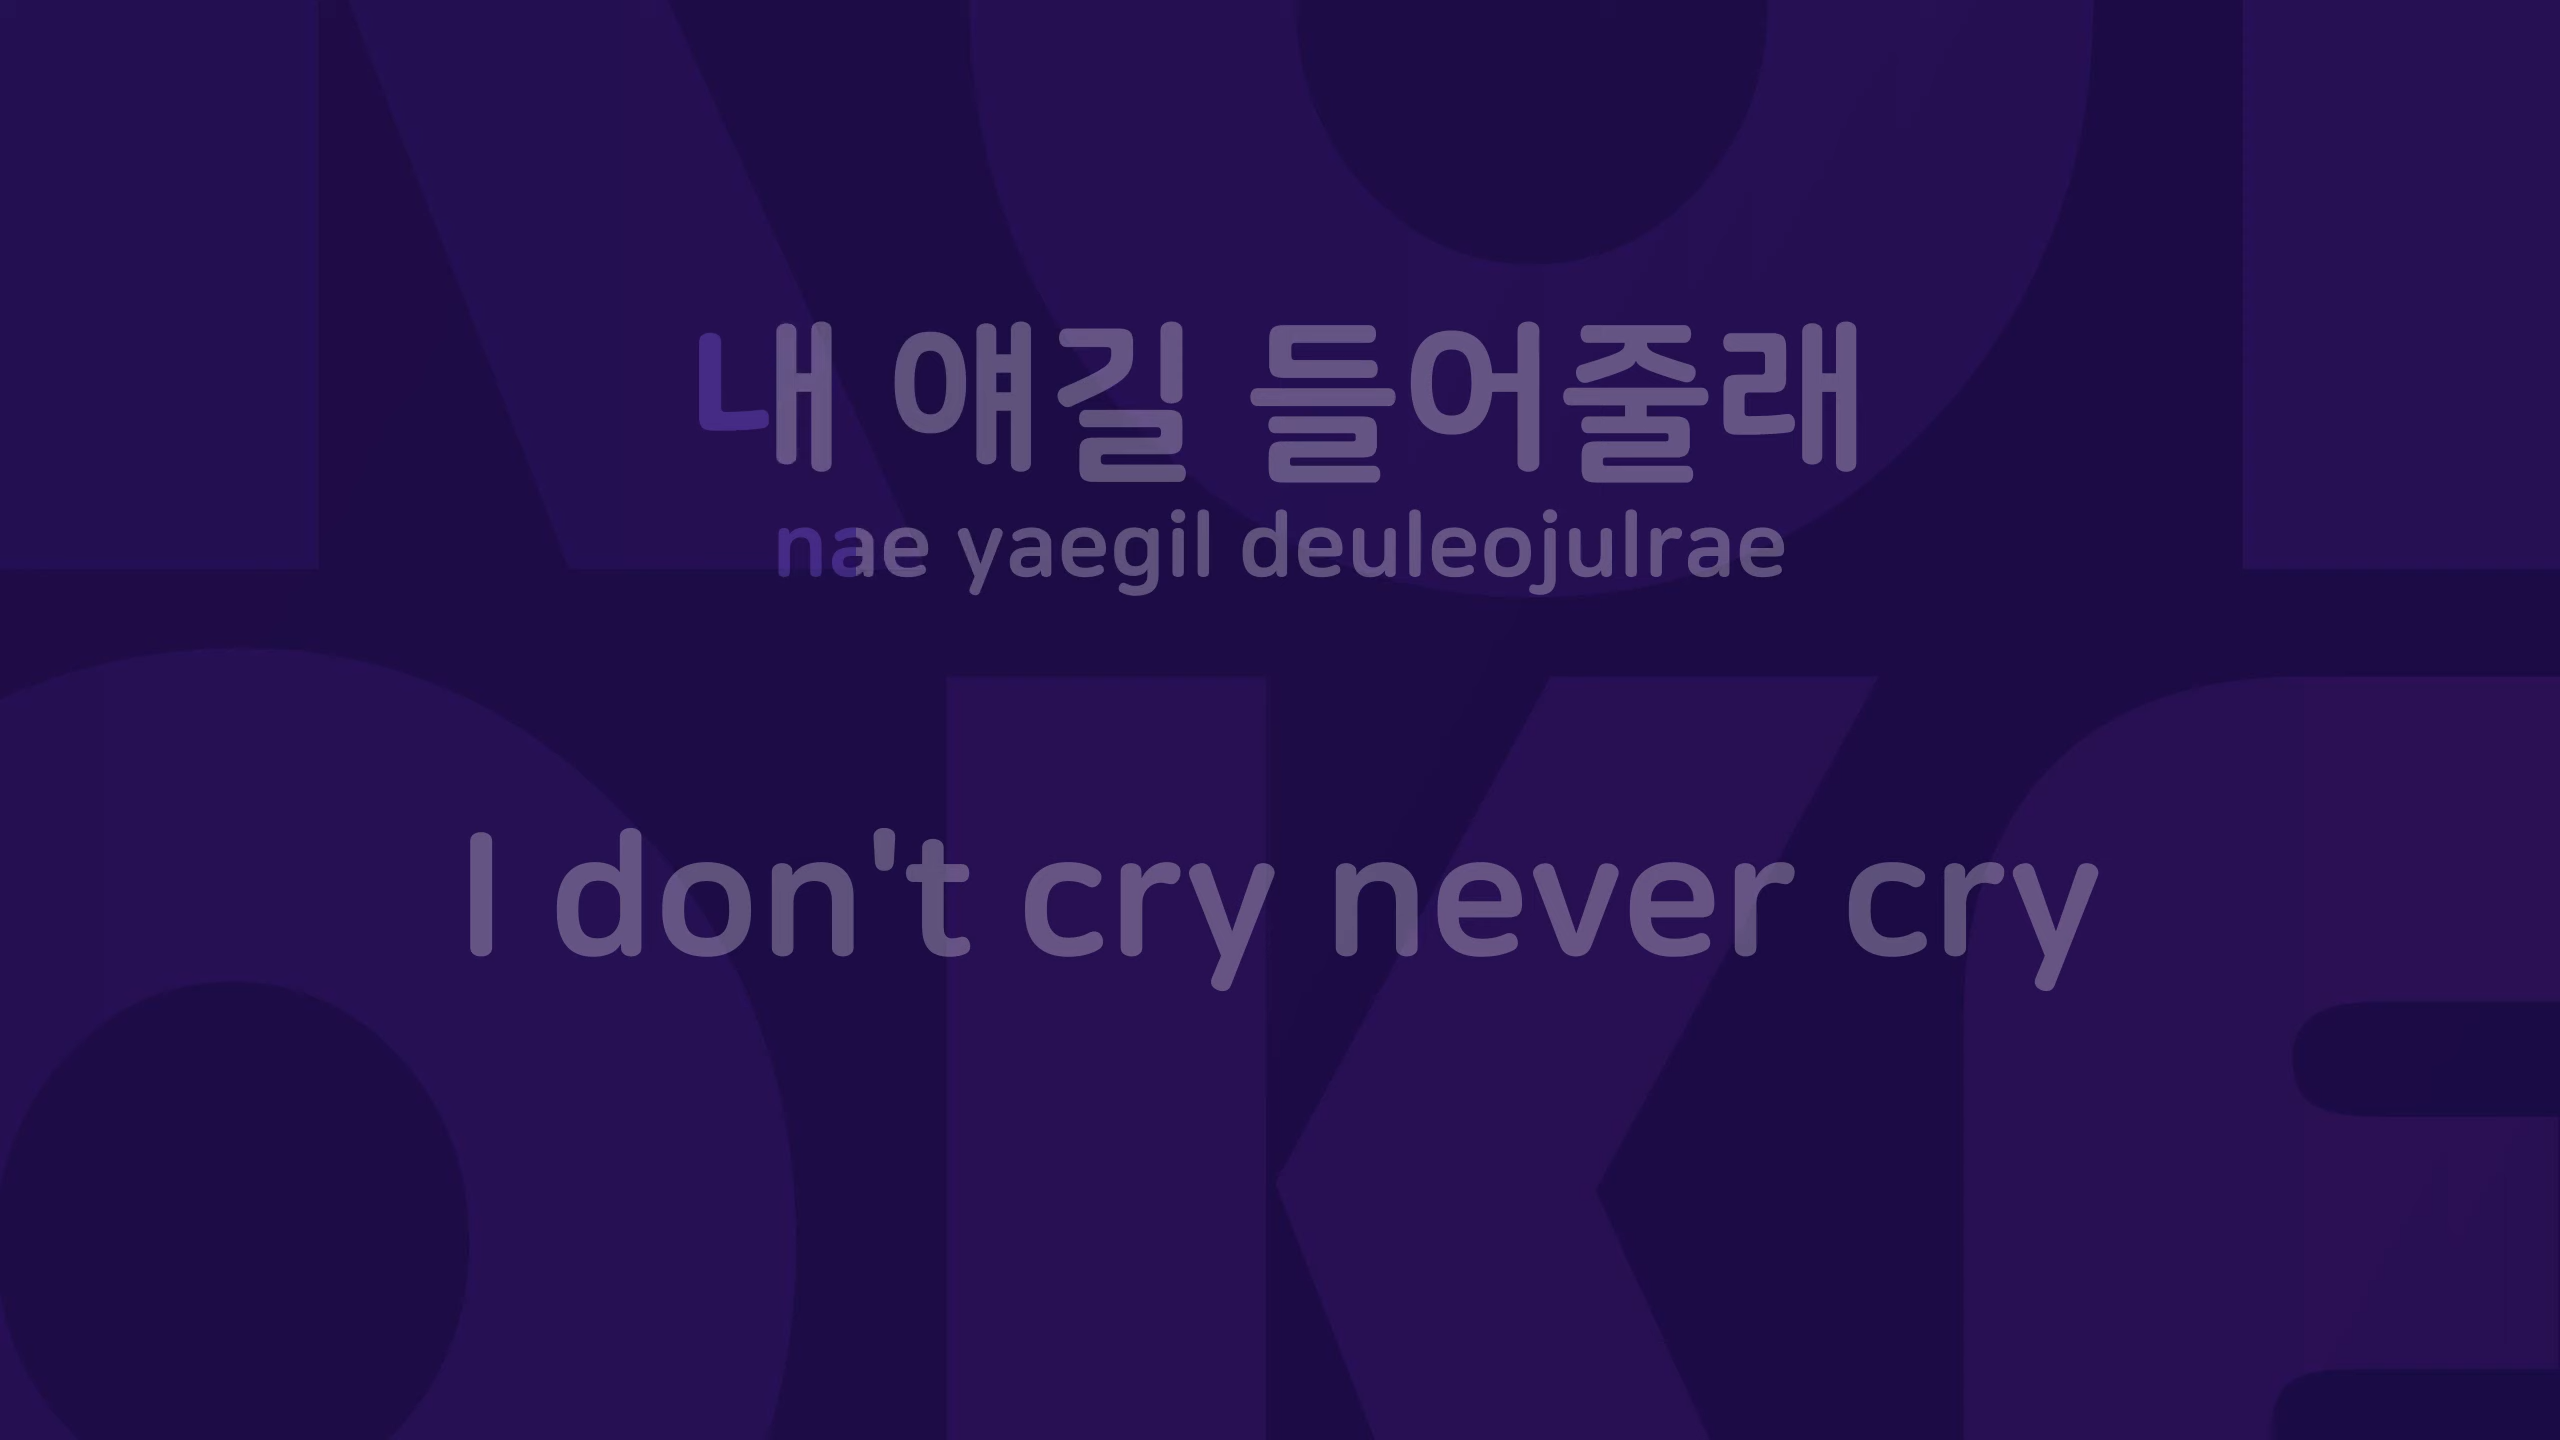 내 얘길 들어줄래
nae yaegil deuleojulrae
I don't cry never cry